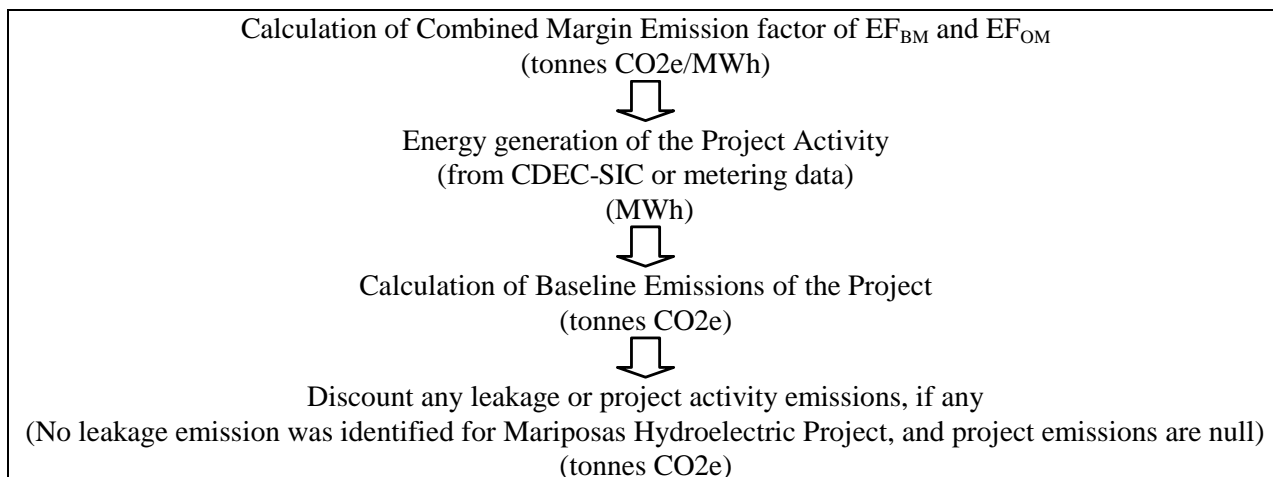 Calculation of Combined Margin Emission factor of EFBM and EFOM
(tonnes CO2e/MWh)
Energy generation of the Project Activity
(from CDEC-SIC or metering data)
(MWh)
Calculation of Baseline Emissions of the Project
(tonnes CO2e)
Discount any leakage or project activity emissions, if any
(No leakage emission was identified for Mariposas Hydroelectric Project, and project emissions are null)
(tonnes CO2e)